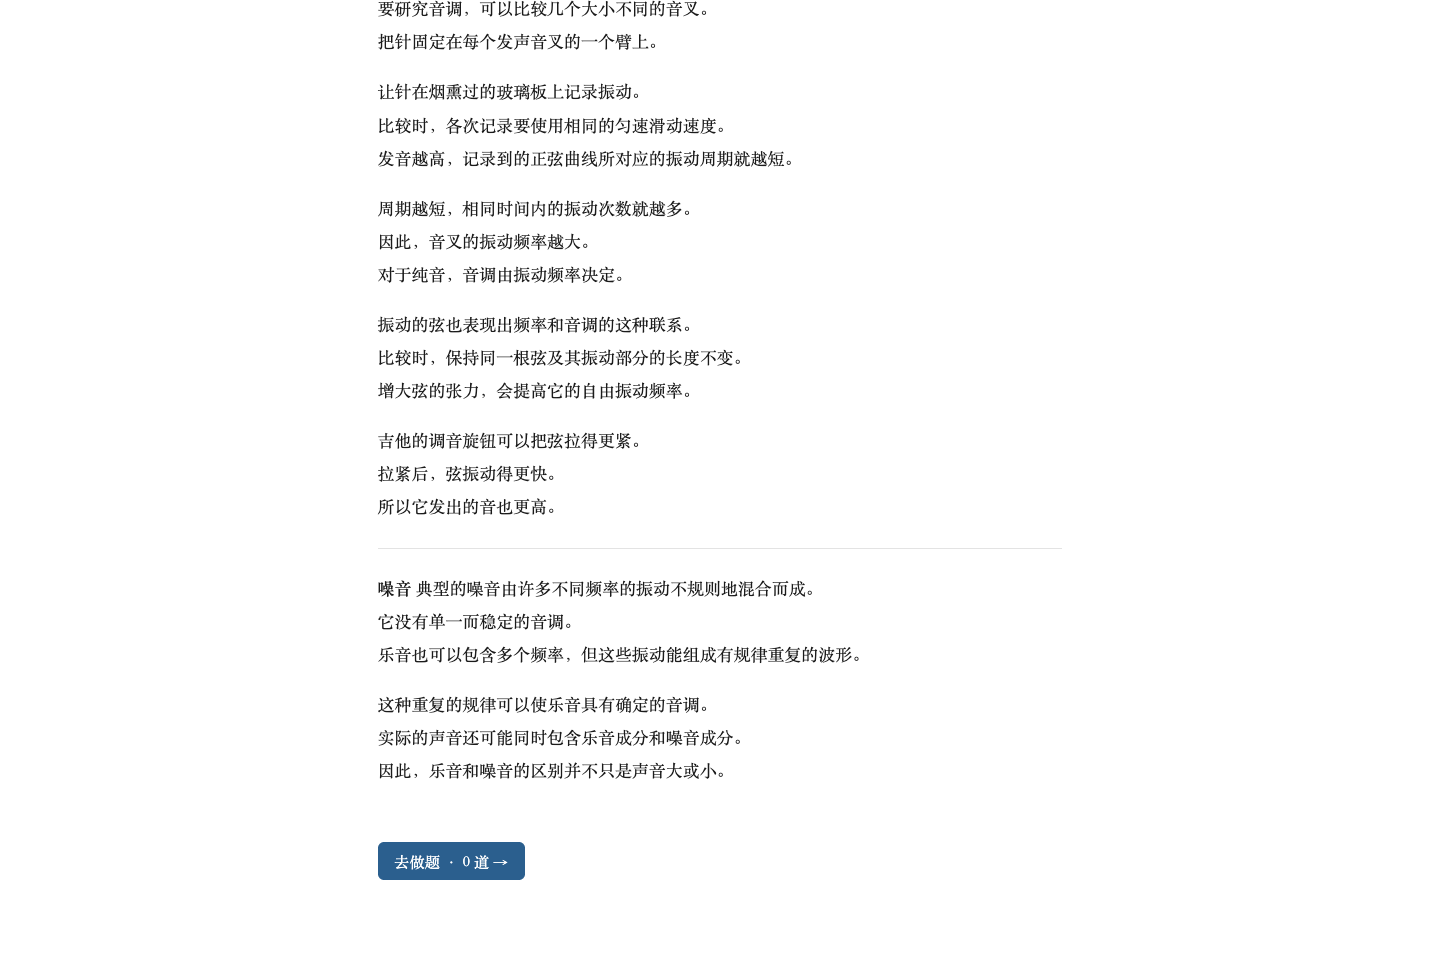 要研究音调，可以比较几个大小不同的音叉。
把针固定在每个发声音叉的一个臂上。
让针在烟熏过的玻璃板上记录振动。
比较时，各次记录要使用相同的匀速滑动速度。
发音越高，记录到的正弦曲线所对应的振动周期就越短。
周期越短，相同时间内的振动次数就越多。
因此，音叉的振动频率越大。
对于纯音，音调由振动频率决定。
振动的弦也表现出频率和音调的这种联系。
比较时，保持同一根弦及其振动部分的长度不变。
增大弦的张力，会提高它的自由振动频率。
吉他的调音旋钮可以把弦拉得更紧。
拉紧后，弦振动得更快。
所以它发出的音也更高。
噪音 典型的噪音由许多不同频率的振动不规则地混合而成。
它没有单一而稳定的音调。
乐音也可以包含多个频率，但这些振动能组成有规律重复的波形。
这种重复的规律可以使乐音具有确定的音调。
实际的声音还可能同时包含乐音成分和噪音成分。
因此，乐音和噪音的区别并不只是声音大或小。
去做题 · 0 道 →